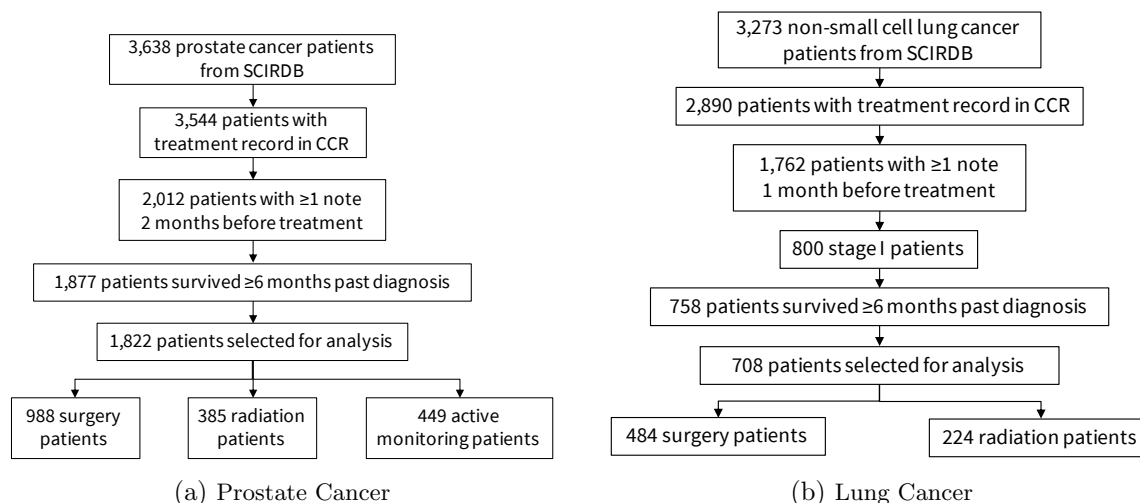 3,638 prostate cancer patients
from SCIRDB
3,544 patients with
treatment record in CCR
2,012 patients with ≥1 note
2 months before treatment
1,877 patients survived ≥6 months past diagnosis
1,822 patients selected for analysis
988 surgery
patients
385 radiation
patients
449 active
monitoring patients
(a) Prostate Cancer
3,273 non-small cell lung cancer
patients from SCIRDB
2,890 patients with treatment record in CCR
1,762 patients with ≥1 note
1 month before treatment
800 stage I patients
758 patients survived ≥6 months past diagnosis
708 patients selected for analysis
484 surgery patients
224 radiation patients
(b) Lung Cancer